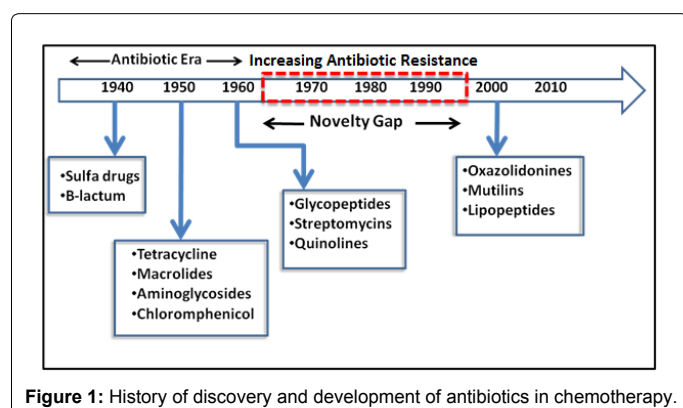 Antibiotic Era Increasing Antibiotic Resistance
1940 1950 1960 1970 1980 1990 2000 2010
Novelty Gap
•Sulfa drugs
•B-lactum
•Tetracycline
•Macrolides
•Aminoglycosides
•Chloromphenicol
•Glycopeptides
•Streptomycins
•Quinolines
•Oxazolidonines
•Mutilins
•Lipopeptides
Figure 1: History of discovery and development of antibiotics in chemotherapy.